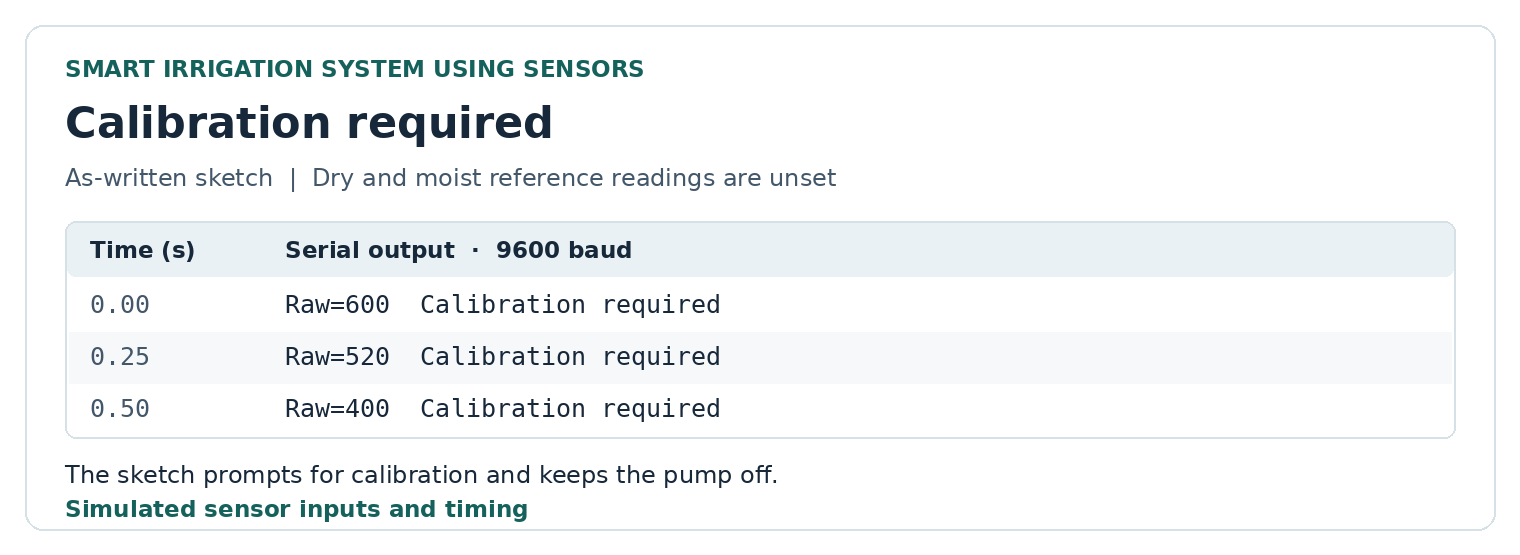 SMART IRRIGATION SYSTEM USING SENSORS
Calibration required
As-written sketch | Dry and moist reference readings are unset
Time (s) Serial output · 9600 baud
0.00 Raw=600 Calibration required
0.25 Raw=520 Calibration required
0.50 Raw=400 Calibration required
The sketch prompts for calibration and keeps the pump off.
Simulated sensor inputs and timing